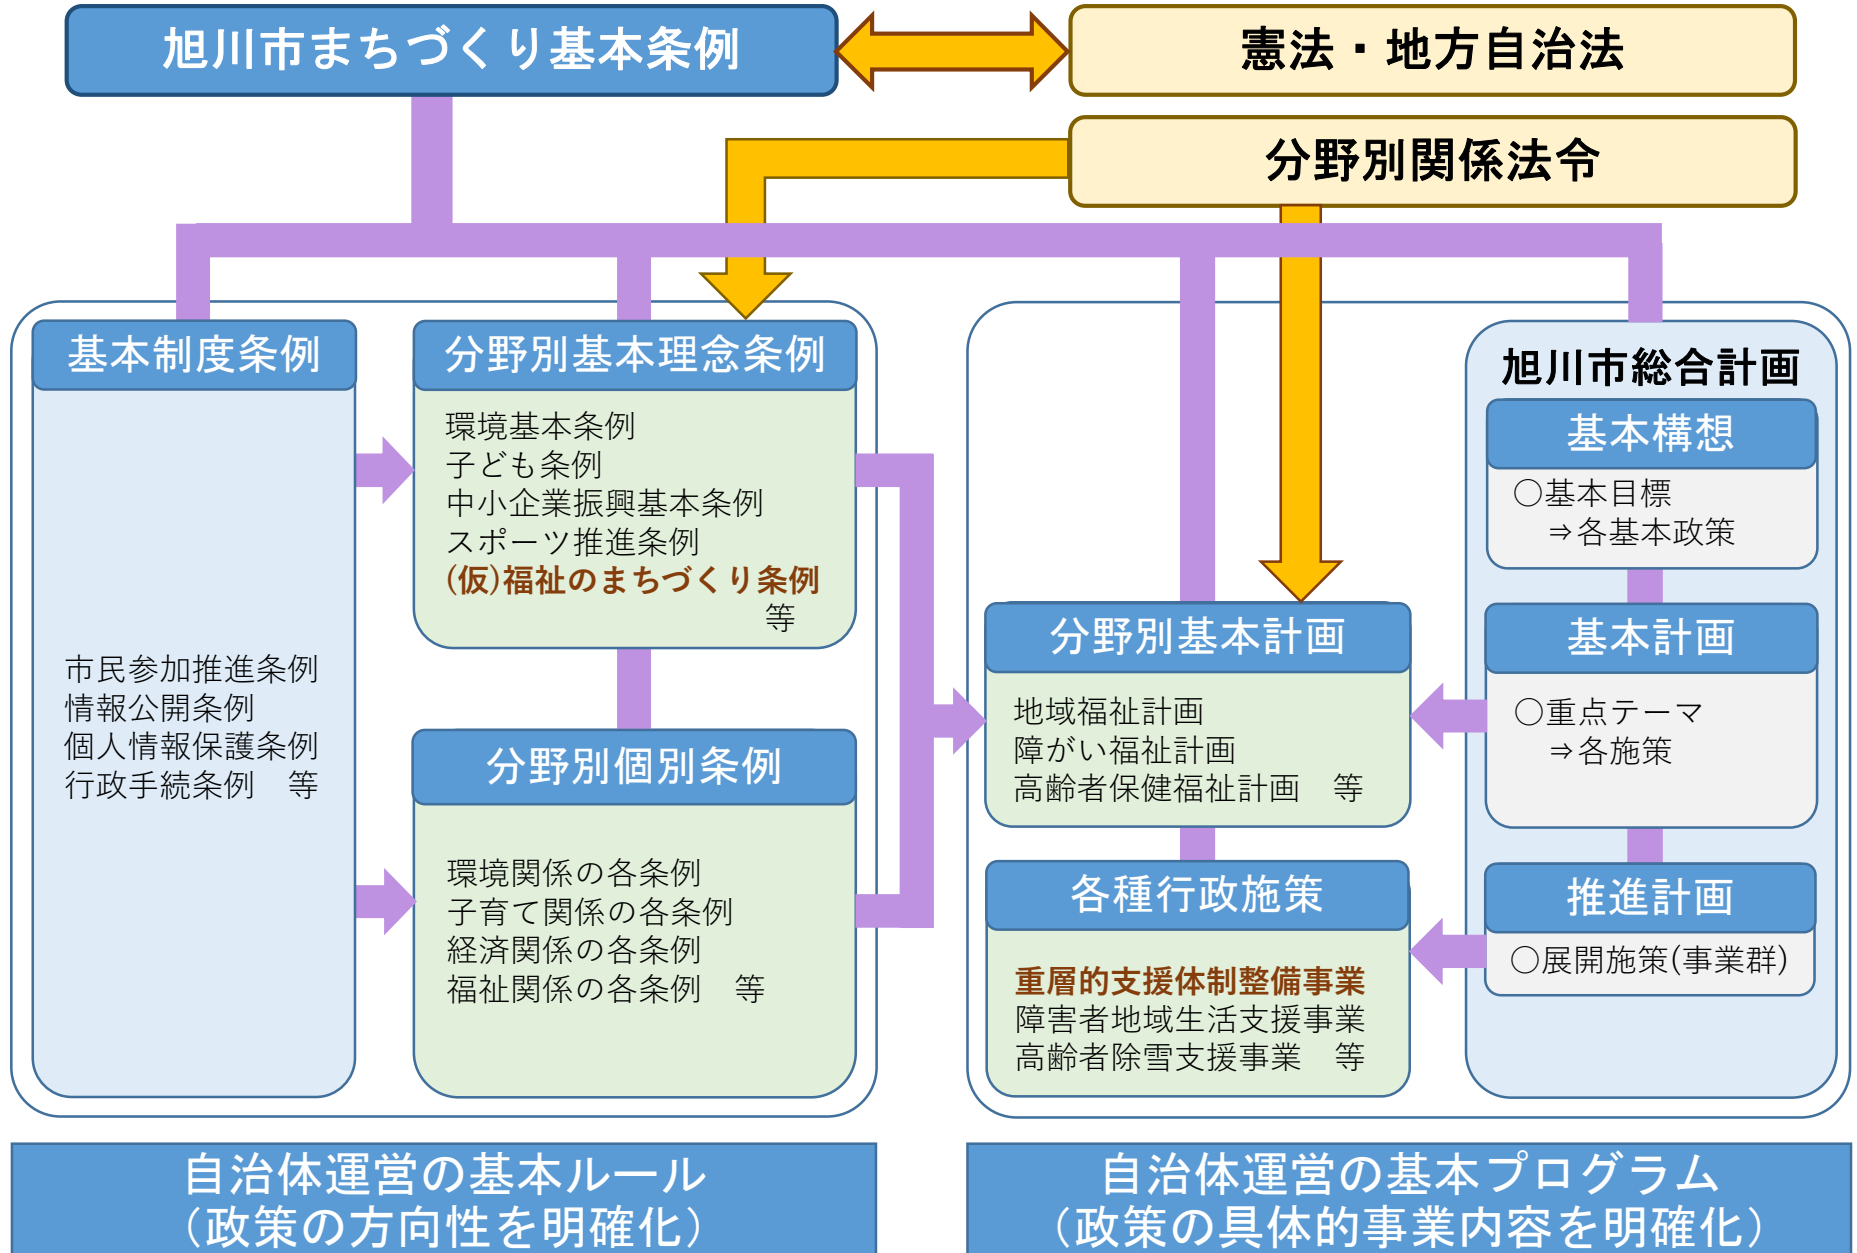 旭川市まちづくり基本条例
憲法・地方自治法
分野別関係法令
基本制度条例
市民参加推進条例
情報公開条例
個人情報保護条例
行政手続条例　等
分野別基本理念条例
環境基本条例
子ども条例
中小企業振興基本条例
スポーツ推進条例
(仮)福祉のまちづくり条例
等
分野別個別条例
環境関係の各条例
子育て関係の各条例
経済関係の各条例
福祉関係の各条例　等
分野別基本計画
地域福祉計画
障がい福祉計画
高齢者保健福祉計画　等
各種行政施策
重層的支援体制整備事業
障害者地域生活支援事業
高齢者除雪支援事業　等
旭川市総合計画
基本構想
○基本目標
⇒各基本政策
基本計画
○重点テーマ
⇒各施策
推進計画
○展開施策(事業群)
自治体運営の基本ルール
（政策の方向性を明確化）
自治体運営の基本プログラム
（政策の具体的事業内容を明確化）